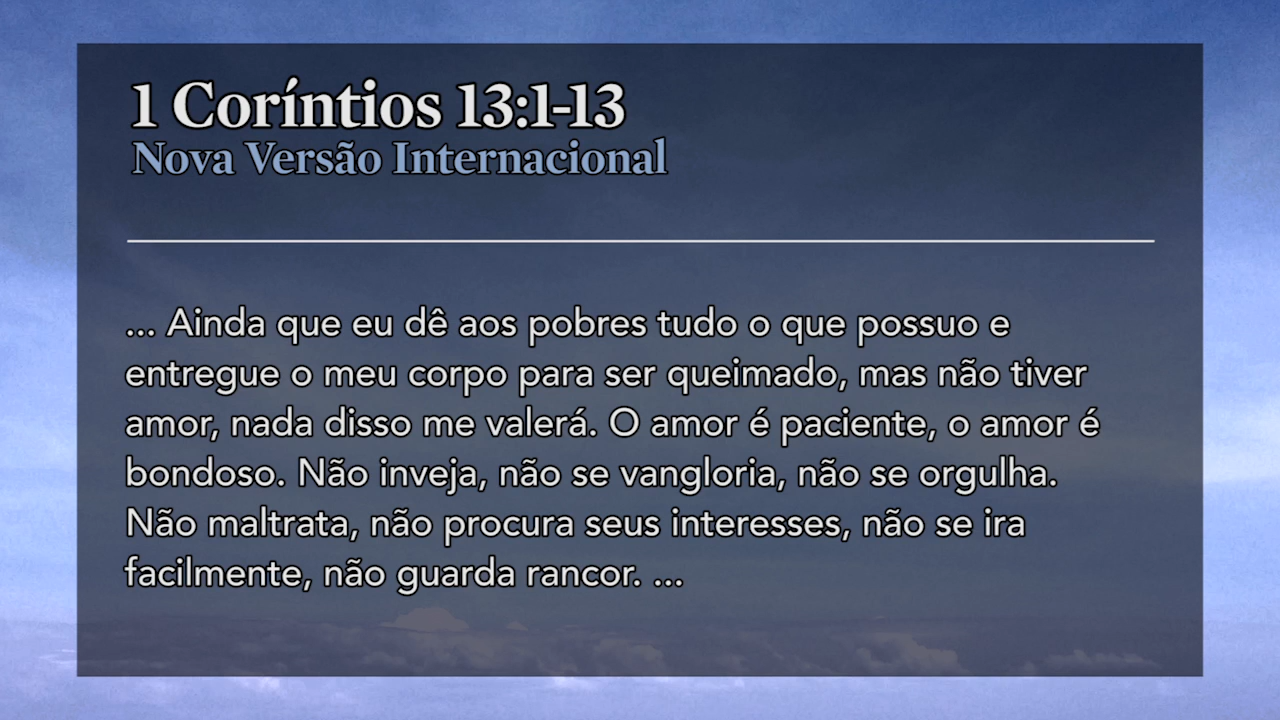 1 Coríntios 13:1-13
Nova Versão Internacional
... Ainda que eu dê aos pobres tudo o que possuo e
entregue o meu corpo para ser queimado, mas não tiver
amor, nada disso me valerá. O amor é paciente, o amor é
bondoso. Não inveja, não se vangloria, não se orgulha.
Não maltrata, não procura seus interesses, não se ira
facilmente, não guarda rancor. ...